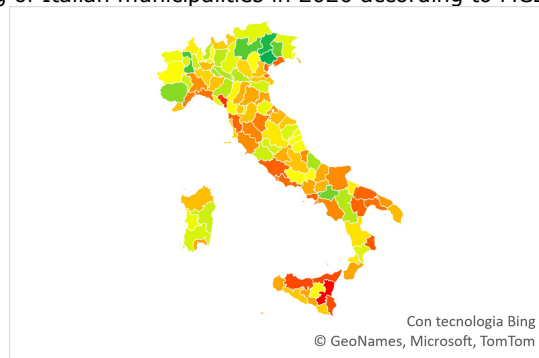 of Italian municipalities in 2020 according to
Con tecnologia Bing
© GeoNames, Microsoft, TomTom